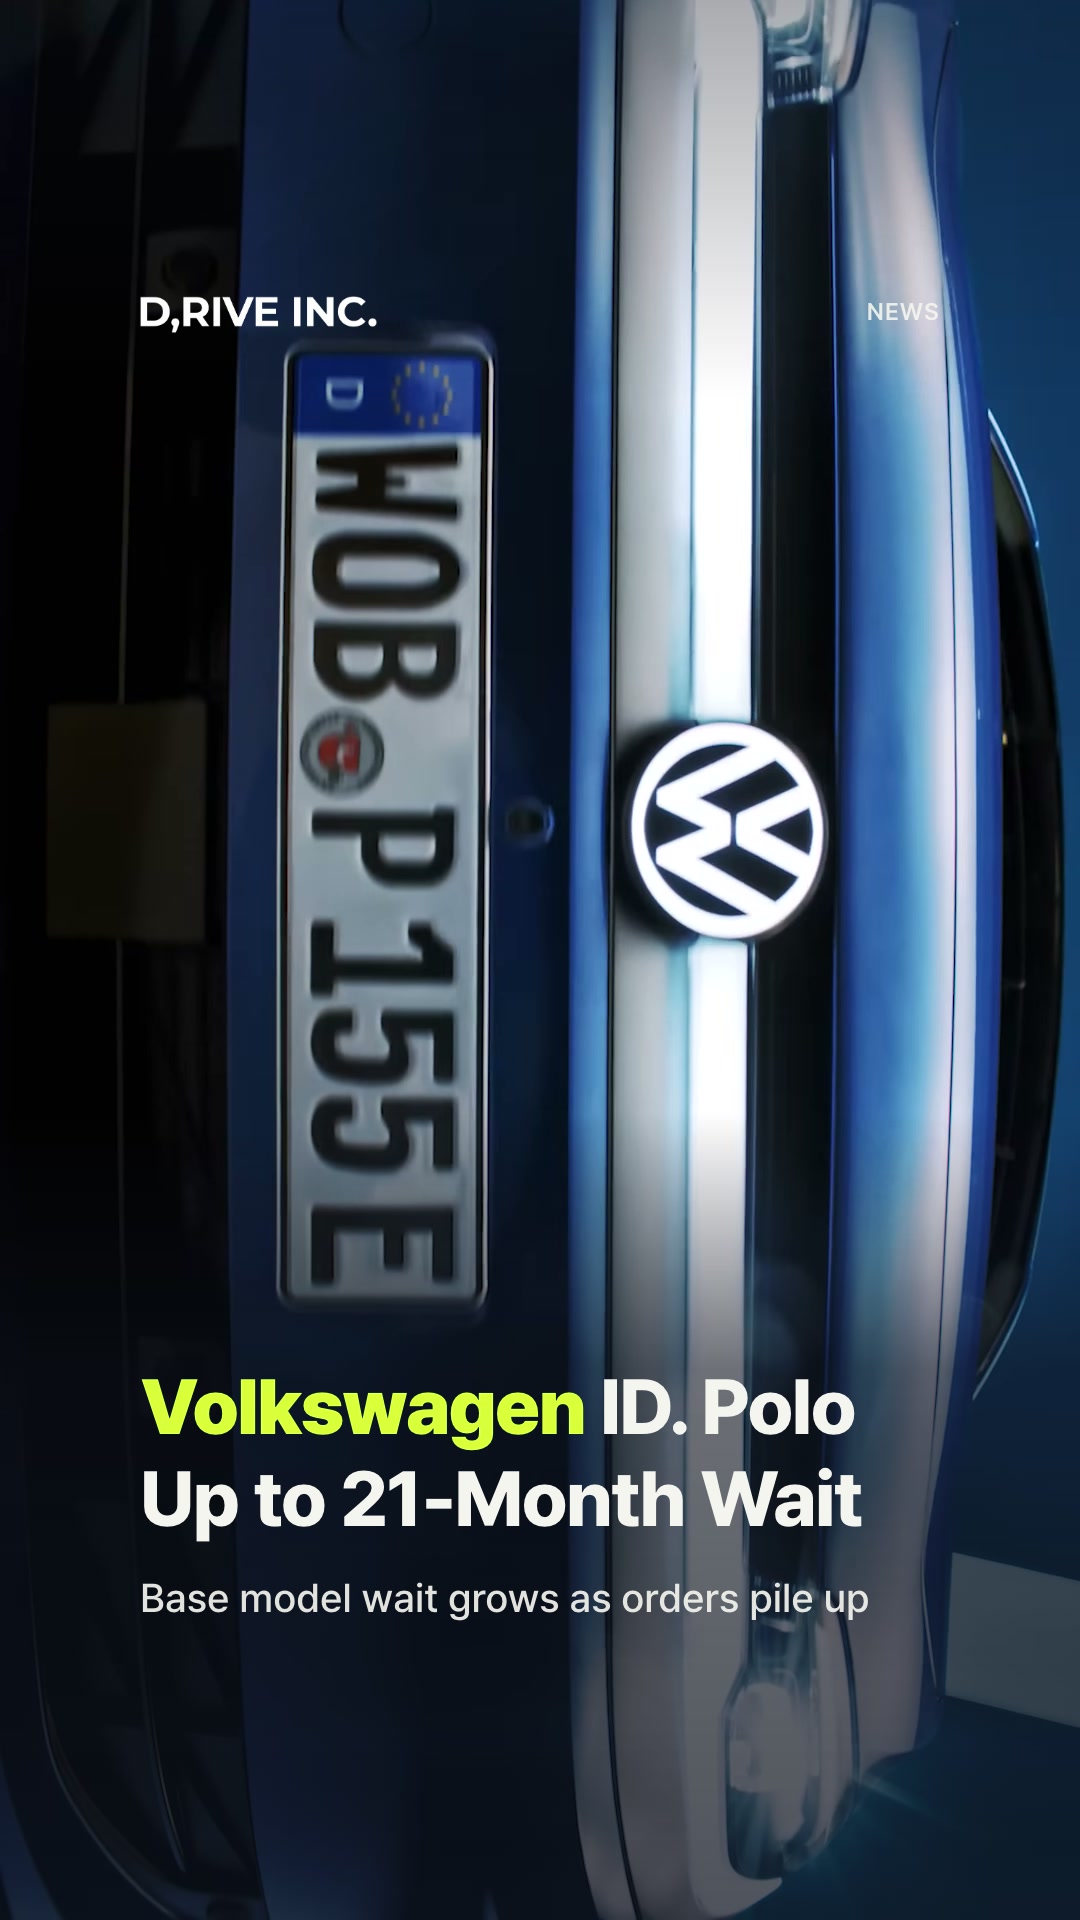 D,RIVE INC.
NEWS
D
WOB P 155E
Volkswagen ID. Polo
Up to 21-Month Wait
Base model wait grows as orders pile up